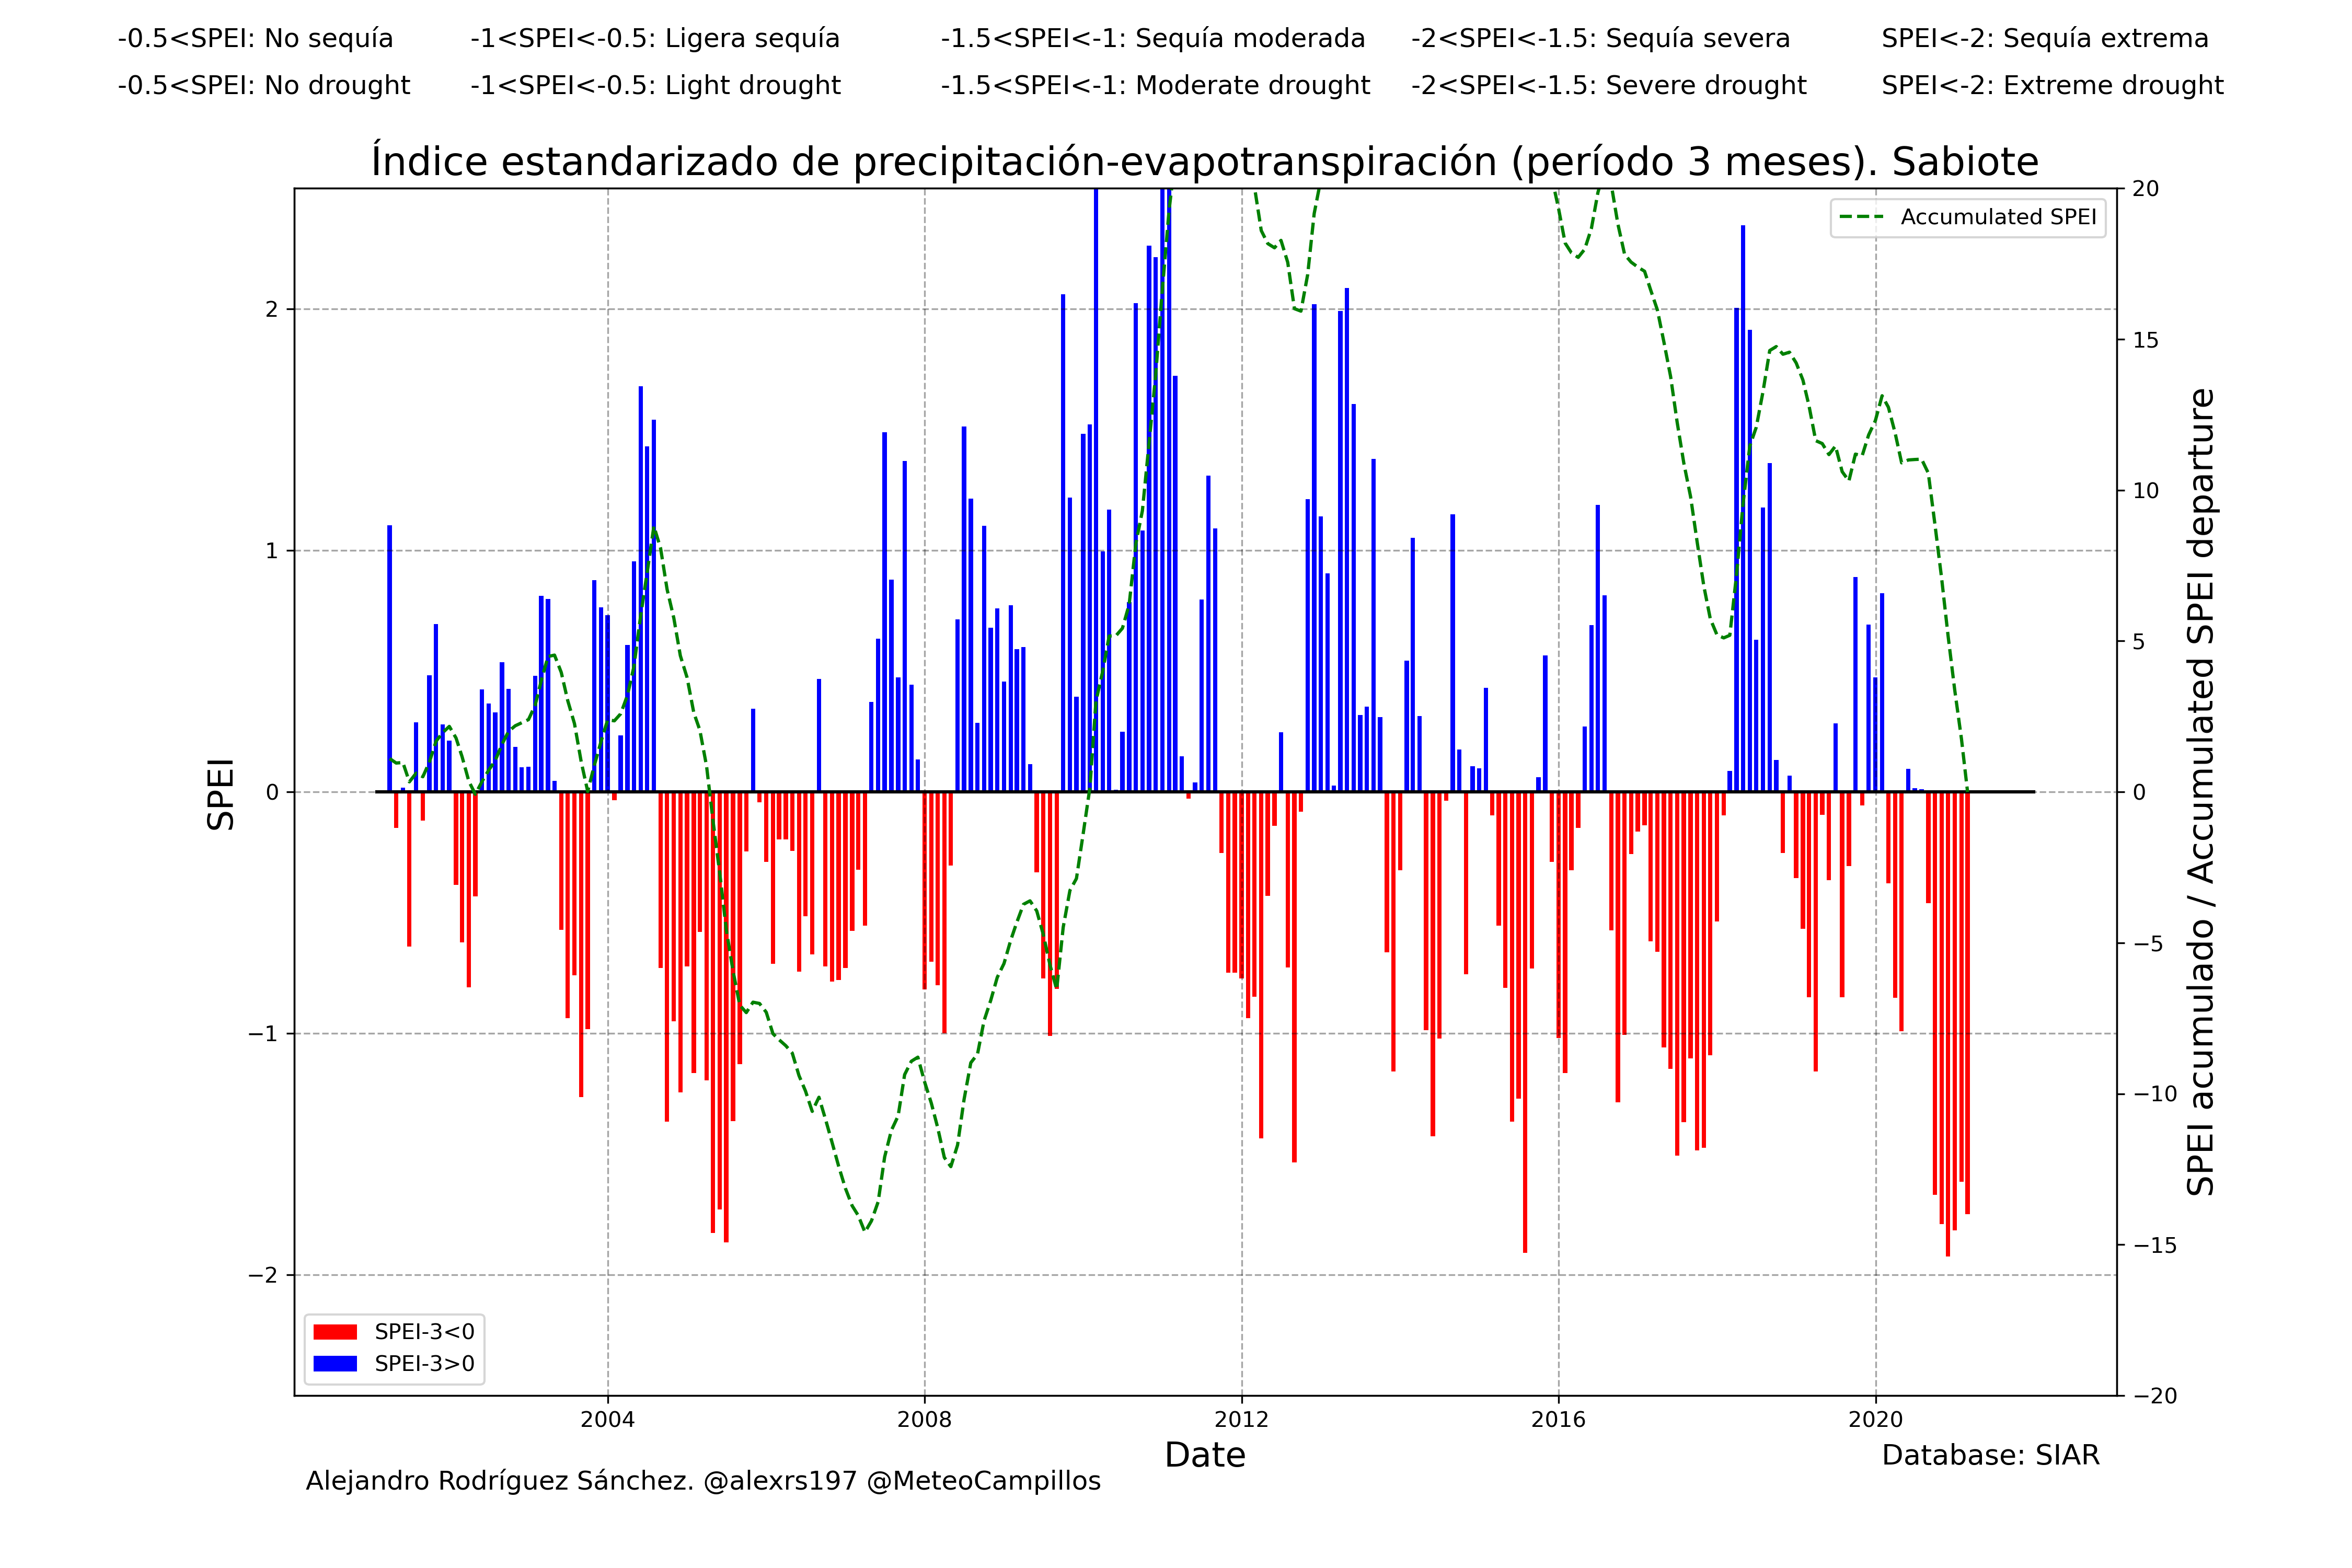 -0.5<SPEI: No sequía -1<SPEI<-0.5: Ligera sequía -1.5<SPEI<-1: Sequía moderada -2<SPEI<-1.5: Sequía severa SPEI<-2: Sequía extrema
-0.5<SPEI: No drought -1<SPEI<-0.5: Light drought -1.5<SPEI<-1: Moderate drought -2<SPEI<-1.5: Severe drought SPEI<-2: Extreme drought
Índice estandarizado de precipitación-evapotranspiración (período 3 meses). Sabiote
Accumulated SPEI
2
1
0
−1
−2
SPEI
20
15
10
5
0
−5
−10
−15
−20
SPEI acumulado / Accumulated SPEI departure
SPEI-3<0
SPEI-3>0
2004 2008 2012 2016 2020
Date
Database: SIAR
Alejandro Rodríguez Sánchez. @alexrs197 @MeteoCampillos